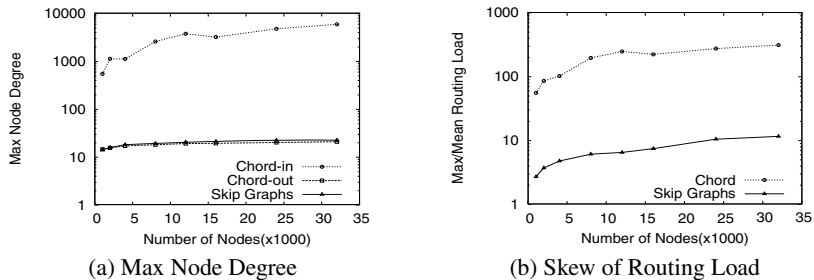 Max Node Degree
10000
1000
100
10
1
0 5 10 15 20 25 30 35
Number of Nodes(x1000)
Chord-in
Chord-out
Skip Graphs
(a) Max Node Degree
Max/Mean Routing Load
1000
100
10
1
0 5 10 15 20 25 30 35
Number of Nodes(x1000)
Chord
Skip Graphs
(b) Skew of Routing Load